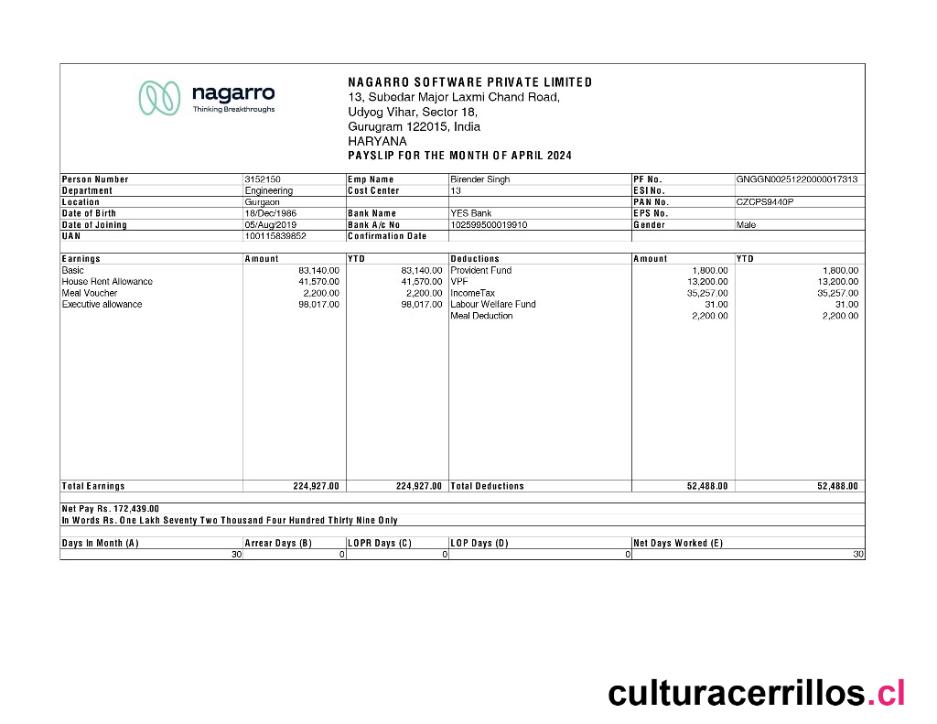 nagarro
Thinking Breakthroughs
NAGARRO SOFTWARE PRIVATE LIMITED
13, Subedar Major Laxmi Chand Road,
Udyog Vihar, Sector 18,
Gurugram 122015, India
HARYANA
PAYSLIP FOR THE MONTH OF APRIL 2024
Person Number 3152150 Emp Name Birender Singh PF No. GNGGN00251220000017313
Department Engineering Cost Center 13 ESI No.
Location Gurgaon PAN No. CZCPS9440P
Date of Birth 18/Dec/1986 Bank Name YES Bank EPS No.
Date of Joining 05/Aug/2019 Bank A/c No 102599500019910 Gender Male
UAN 100115839852 Confirmation Date
Earnings Amount YTD Deductions Amount YTD
Basic 83,140.00 83,140.00 Provident Fund 1,800.00 1,800.00
House Rent Allowance 41,570.00 41,570.00 VPF 13,200.00 13,200.00
Meal Voucher 2,200.00 2,200.00 IncomeTax 35,257.00 35,257.00
Executive allowance 98,017.00 98,017.00 Labour Welfare Fund 31.00 31.00
Meal Deduction 2,200.00 2,200.00
Total Earnings 224,927.00 224,927.00 Total Deductions 52,488.00 52,488.00
Net Pay Rs. 172,439.00
In Words Rs. One Lakh Seventy Two Thousand Four Hundred Thirty Nine Only
Days In Month (A) Arrear Days (B) LOPR Days (C) LOP Days (D) Net Days Worked (E)
30 0 0 0 30
culturacerrillos.cl